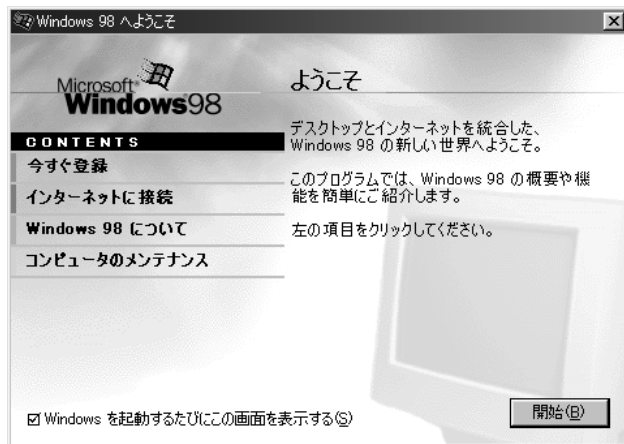 Windows 98 へようこそ
Microsoft
Windows98
CONTENTS
今すぐ登録
インターネットに接続
Windows 98 について
コンピュータのメンテナンス
ようこそ
デスクトップとインターネットを統合した、
Windows 98 の新しい世界へようこそ。
このプログラムでは、Windows 98 の概要や機
能を簡単にご紹介します。
左の項目をクリックしてください。
Windows を起動するたびにこの画面を表示する(S)
開始(B)